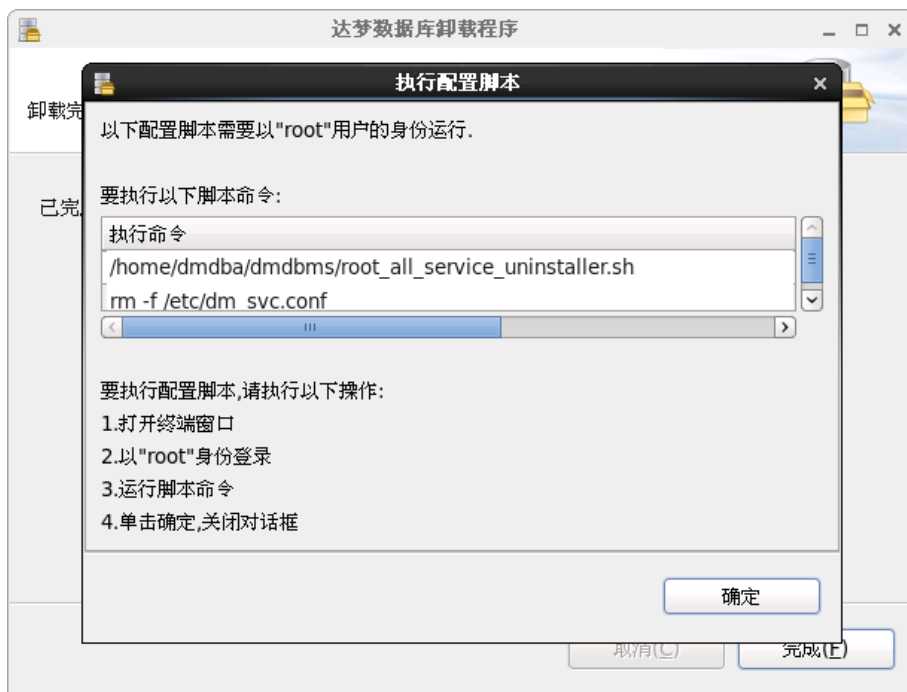 达梦数据库卸载程序
执行配置脚本
卸载完
以下配置脚本需要以"root"用户的身份运行.
已完
要执行以下脚本命令:
执行命令
/home/dmdba/dmdbms/root_all_service_uninstaller.sh
rm -f /etc/dm_svc.conf
要执行配置脚本,请执行以下操作:
1.打开终端窗口
2.以"root"身份登录
3.运行脚本命令
4.单击确定,关闭对话框
确定
取消(C)
完成(F)